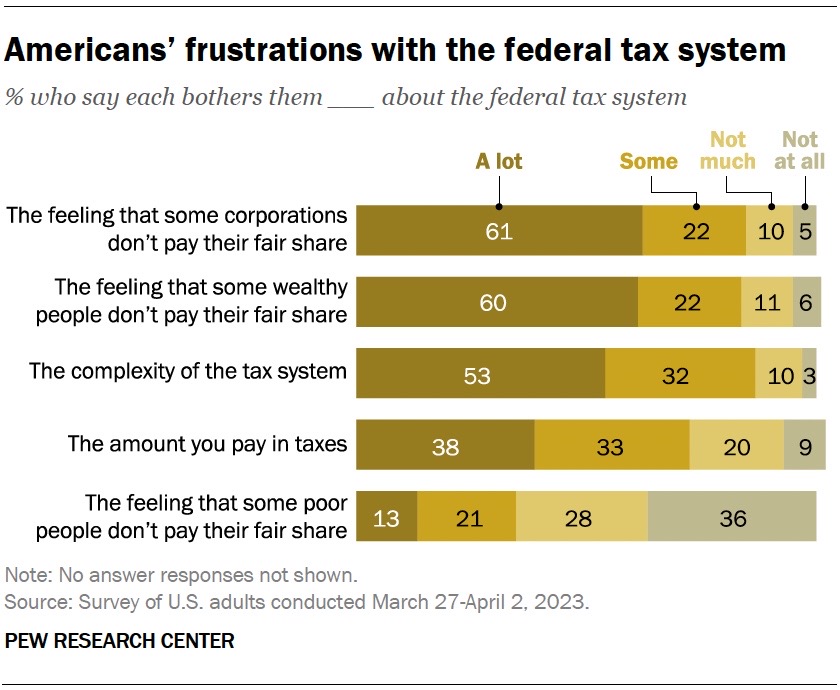 Americans' frustrations with the federal tax system
% who say each bothers them ___ about the federal tax system
A lot
Some
Not
much
Not
at all
The feeling that some corporations
don't pay their fair share
61 22 10 5
The feeling that some wealthy
people don't pay their fair share
60 22 11 6
The complexity of the tax system
53 32 10 3
The amount you pay in taxes
38 33 20 9
The feeling that some poor
people don't pay their fair share
13 21 28 36
Note: No answer responses not shown.
Source: Survey of U.S. adults conducted March 27-April 2, 2023.
PEW RESEARCH CENTER